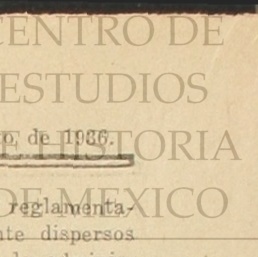 CENTRO DE
ESTUDIOS
o de 1936.
DE HISTORIA
DE MEXICO
reglamenta-
te dispersos